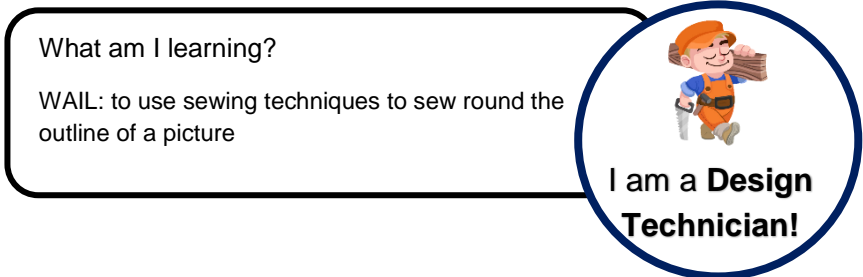 What am I learning?
WAIL: to use sewing techniques to sew round the
outline of a picture
I am a Design
Technician!